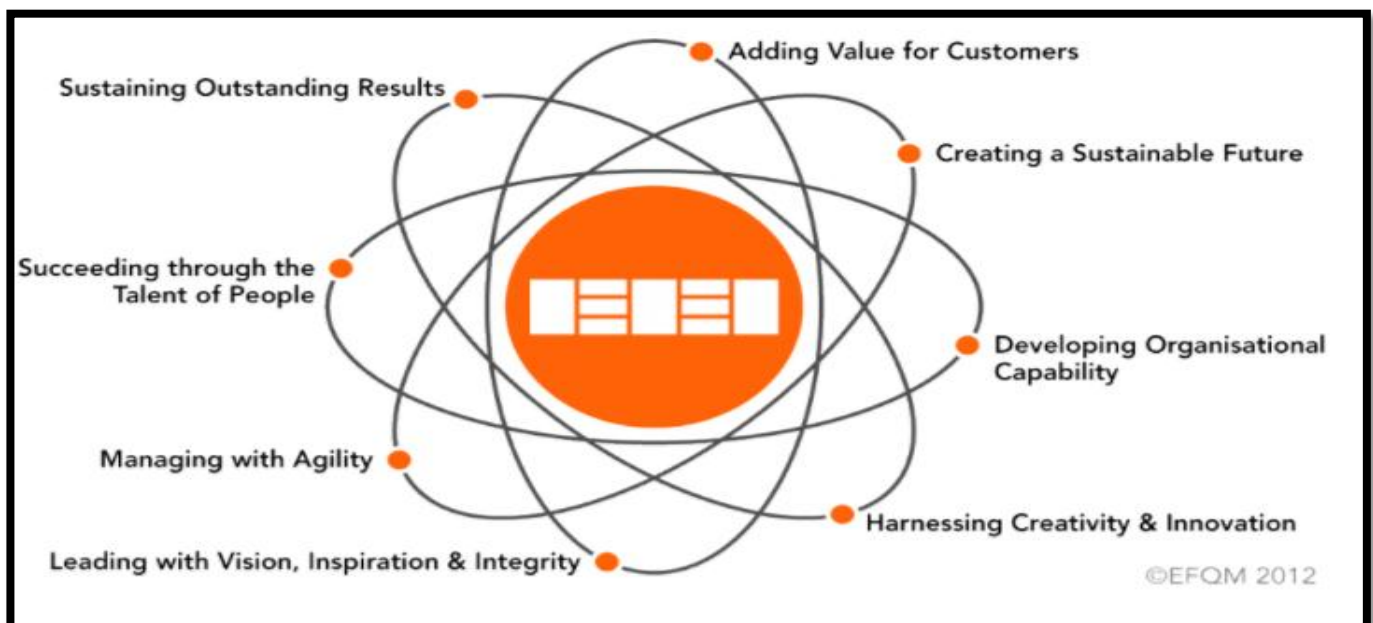 Adding Value for Customers
Sustaining Outstanding Results
Creating a Sustainable Future
Succeeding through the
Talent of People
Developing Organisational
Capability
Managing with Agility
Harnessing Creativity & Innovation
Leading with Vision, Inspiration & Integrity
©EFQM 2012